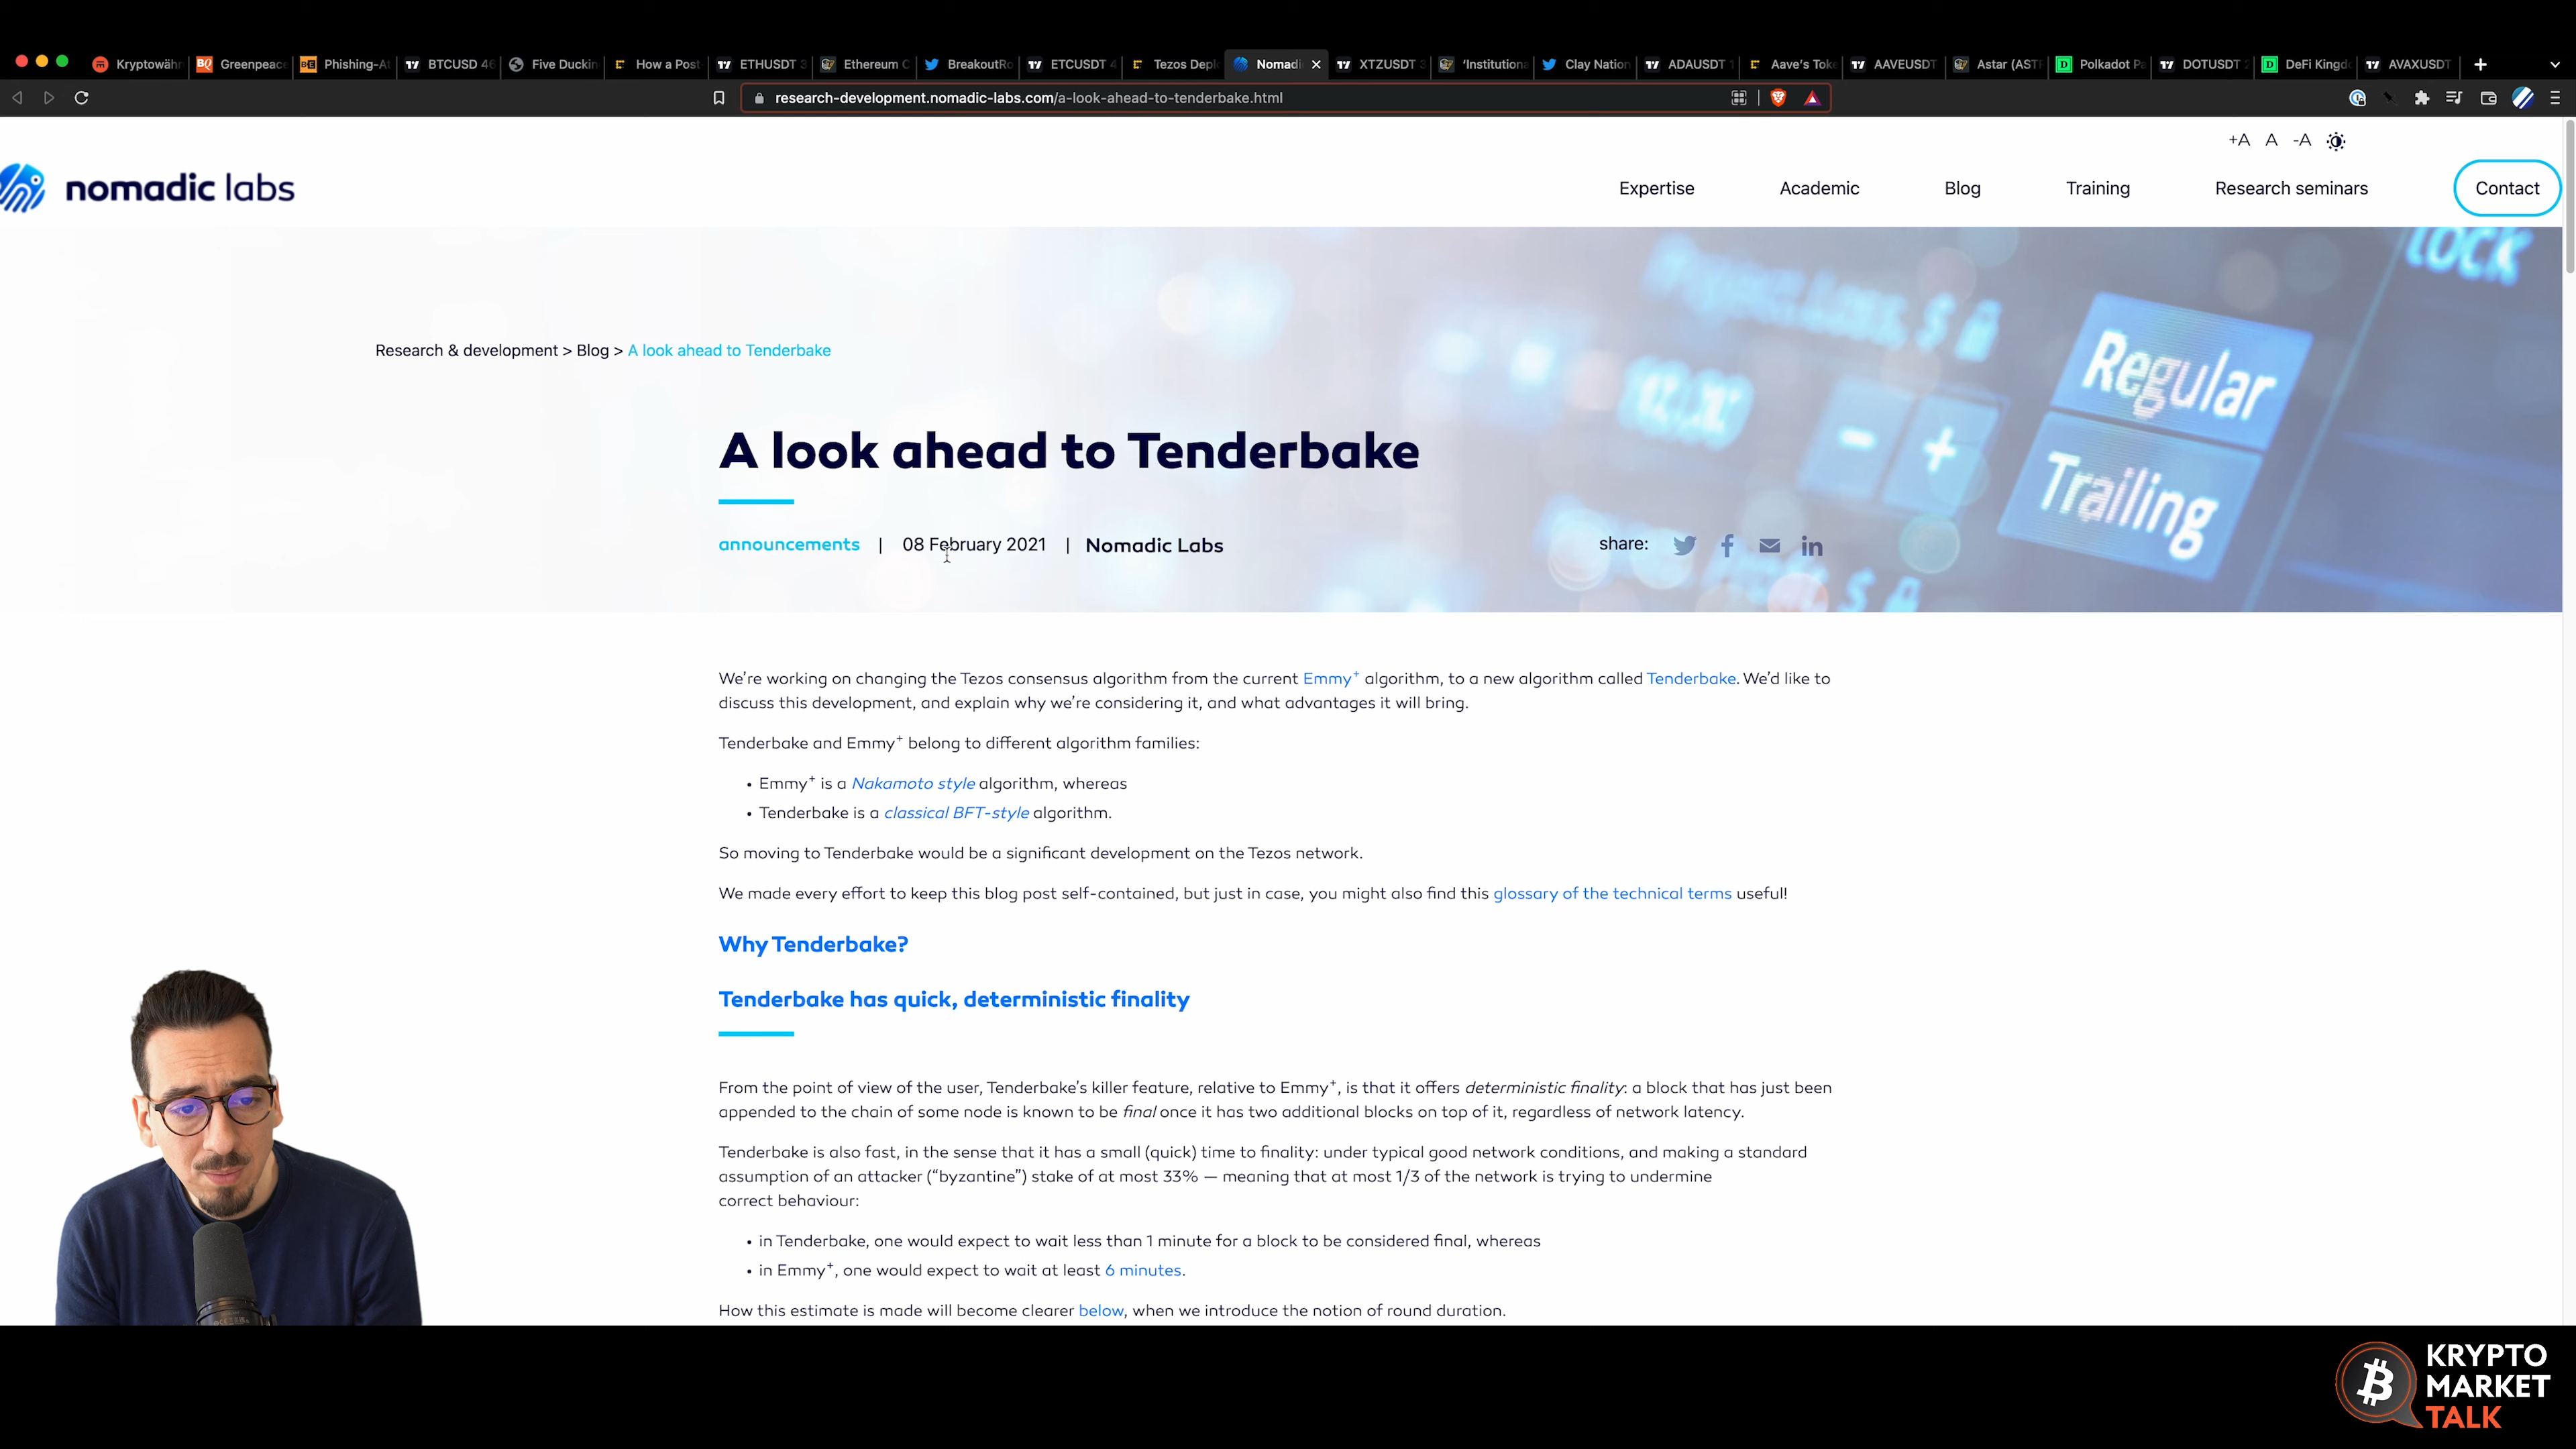 Kryptowähr
Greenpeace
Phishing-At
BTCUSD 46
Five Duckin
How a Post-
ETHUSDT 3
Ethereum C
BreakoutRo
ETCUSDT 4
Tezos Depl
Nomadi
XTZUSDT 3
'Institutiona
Clay Nation
ADAUSDT 1
Aave's Toke
AAVEUSDT
Astar (ASTR
Polkadot Pa
DOTUSDT 2
DeFi Kingd
AVAXUSDT
research-development.nomadic-labs.com/a-look-ahead-to-tenderbake.html
+A A -A
nomadic labs
Expertise
Academic
Blog
Training
Research seminars
Contact
LOCK
Regular
Trailing
Research & development > Blog > A look ahead to Tenderbake
A look ahead to Tenderbake
announcements | 08 February 2021 | Nomadic Labs
share:
We're working on changing the Tezos consensus algorithm from the current Emmy+ algorithm, to a new algorithm called Tenderbake. We'd like to
discuss this development, and explain why we're considering it, and what advantages it will bring.
Tenderbake and Emmy+ belong to different algorithm families:
• Emmy+ is a Nakamoto style algorithm, whereas
• Tenderbake is a classical BFT-style algorithm.
So moving to Tenderbake would be a significant development on the Tezos network.
We made every effort to keep this blog post self-contained, but just in case, you might also find this glossary of the technical terms useful!
Why Tenderbake?
Tenderbake has quick, deterministic finality
From the point of view of the user, Tenderbake's killer feature, relative to Emmy+, is that it offers deterministic finality: a block that has just been
appended to the chain of some node is known to be final once it has two additional blocks on top of it, regardless of network latency.
Tenderbake is also fast, in the sense that it has a small (quick) time to finality: under typical good network conditions, and making a standard
assumption of an attacker ("byzantine") stake of at most 33% — meaning that at most 1/3 of the network is trying to undermine
correct behaviour:
• in Tenderbake, one would expect to wait less than 1 minute for a block to be considered final, whereas
• in Emmy+, one would expect to wait at least 6 minutes.
How this estimate is made will become clearer below, when we introduce the notion of round duration.
KRYPTO
MARKET
TALK